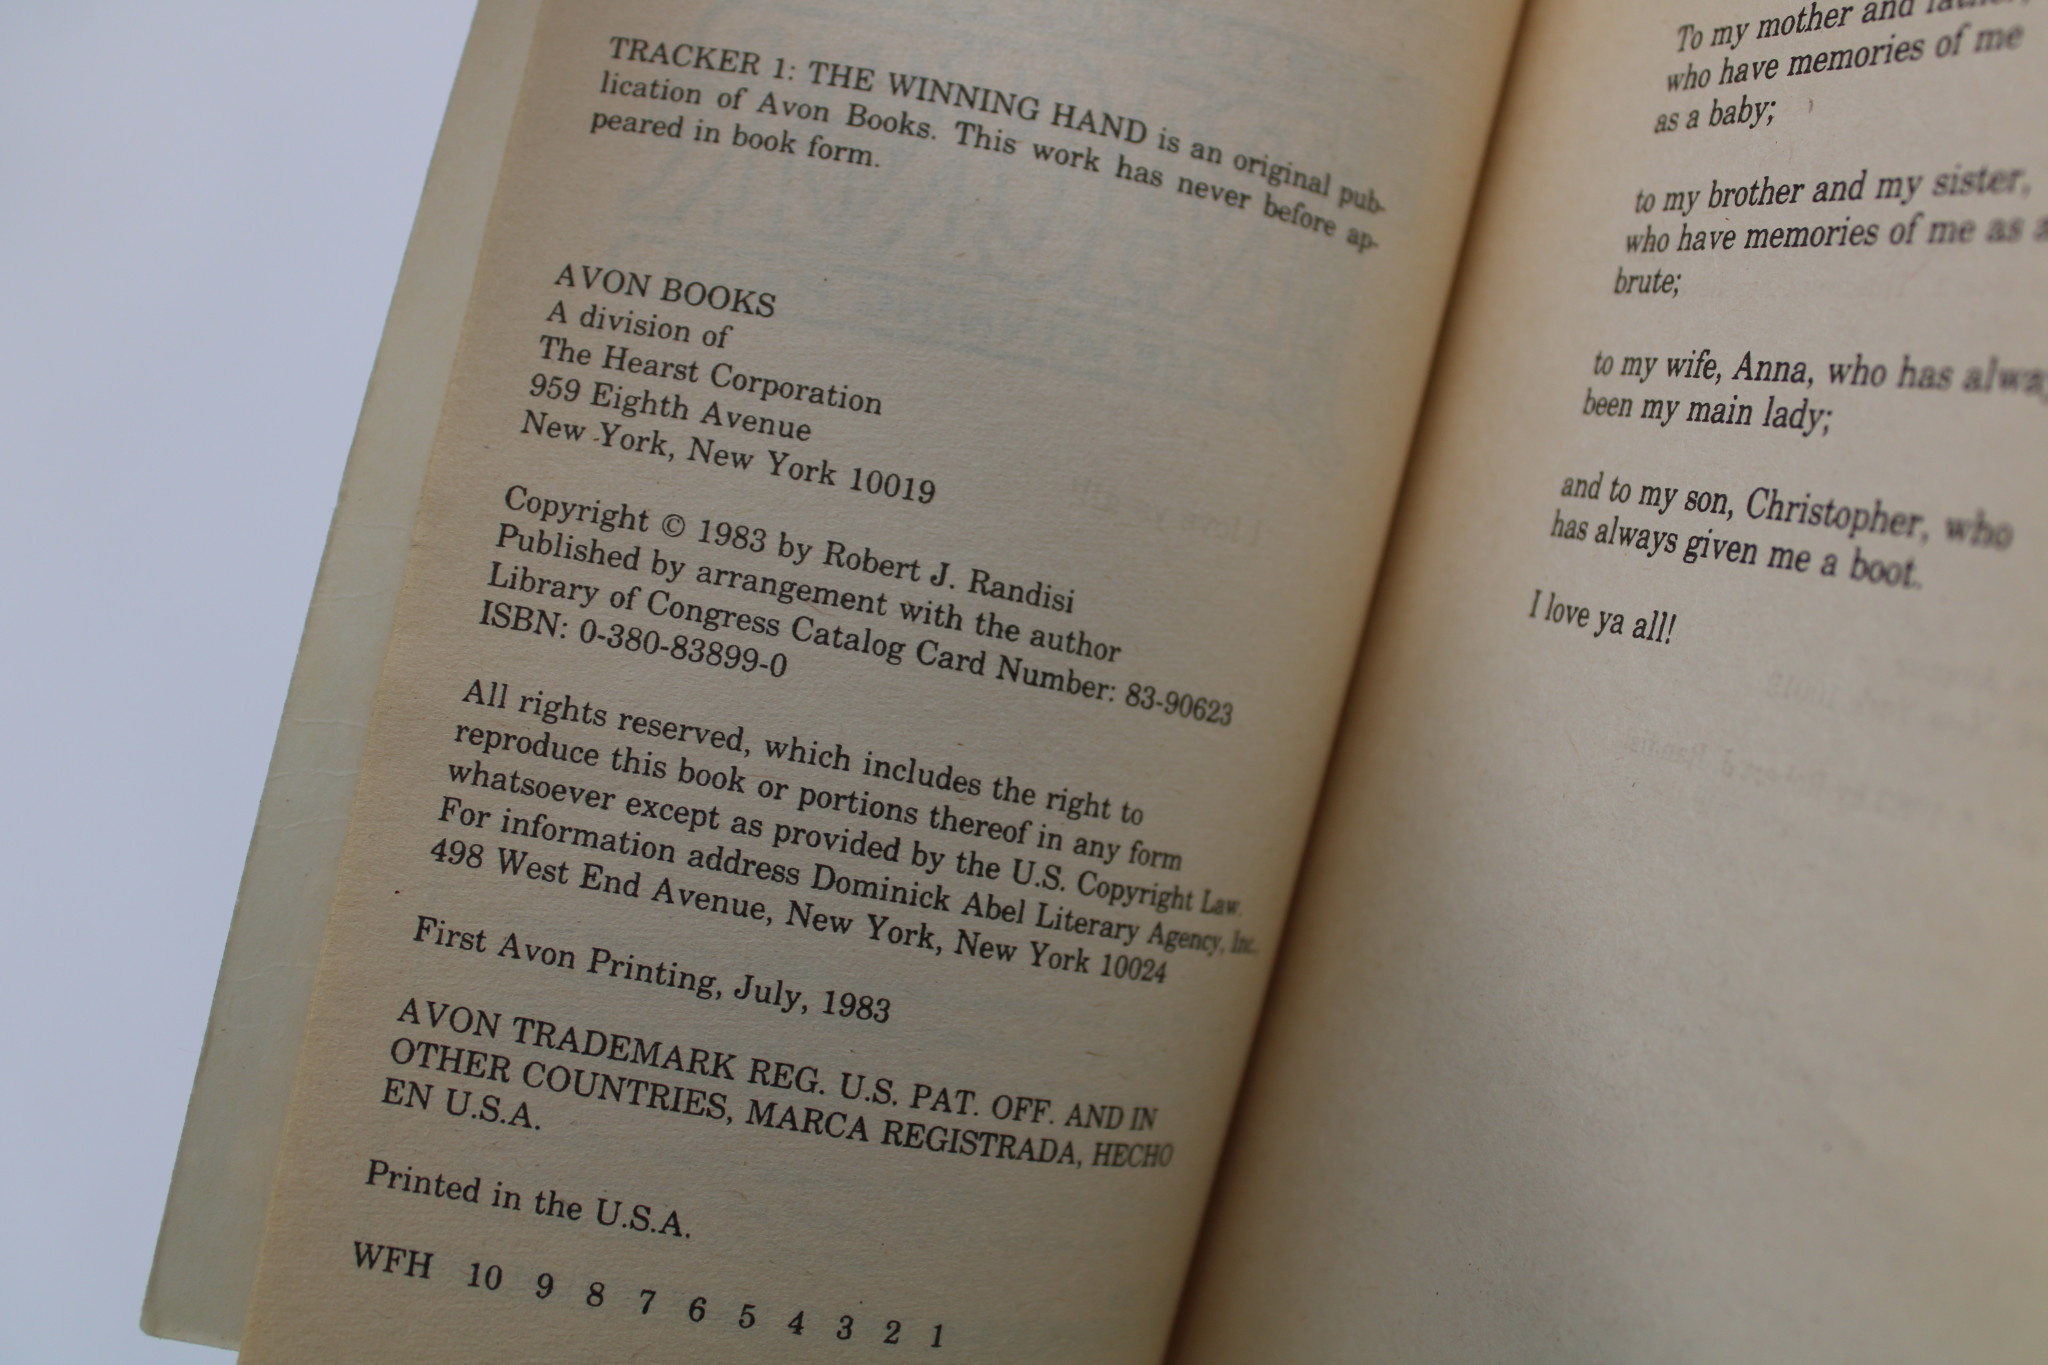 TRACKER 1: THE WINNING HAND is an original pub-
lication of Avon Books. This work has never before ap-
peared in book form.
AVON BOOKS
A division of
The Hearst Corporation
959 Eighth Avenue
New York, New York 10019
Copyright © 1983 by Robert J. Randisi
Published by arrangement with the author
Library of Congress Catalog Card Number: 83-90623
ISBN: 0-380-83899-0
All rights reserved, which includes the right to
reproduce this book or portions thereof in any form
whatsoever except as provided by the U.S. Copyright Law.
For information address Dominick Abel Literary Agency, Inc.
498 West End Avenue, New York, New York 10024
First Avon Printing, July, 1983
AVON TRADEMARK REG. U.S. PAT. OFF. AND IN
OTHER COUNTRIES, MARCA REGISTRADA, HECHO
EN U.S.A.
Printed in the U.S.A.
WFH 10 9 8 7 6 5 4 3 2 1
To my mother and father,
who have memories of me
as a baby;
to my brother and my sister,
who have memories of me as a
brute;
to my wife, Anna, who has
been my main lady;
and to my son, Christopher, who
has always given me a boot.
I love ya all!